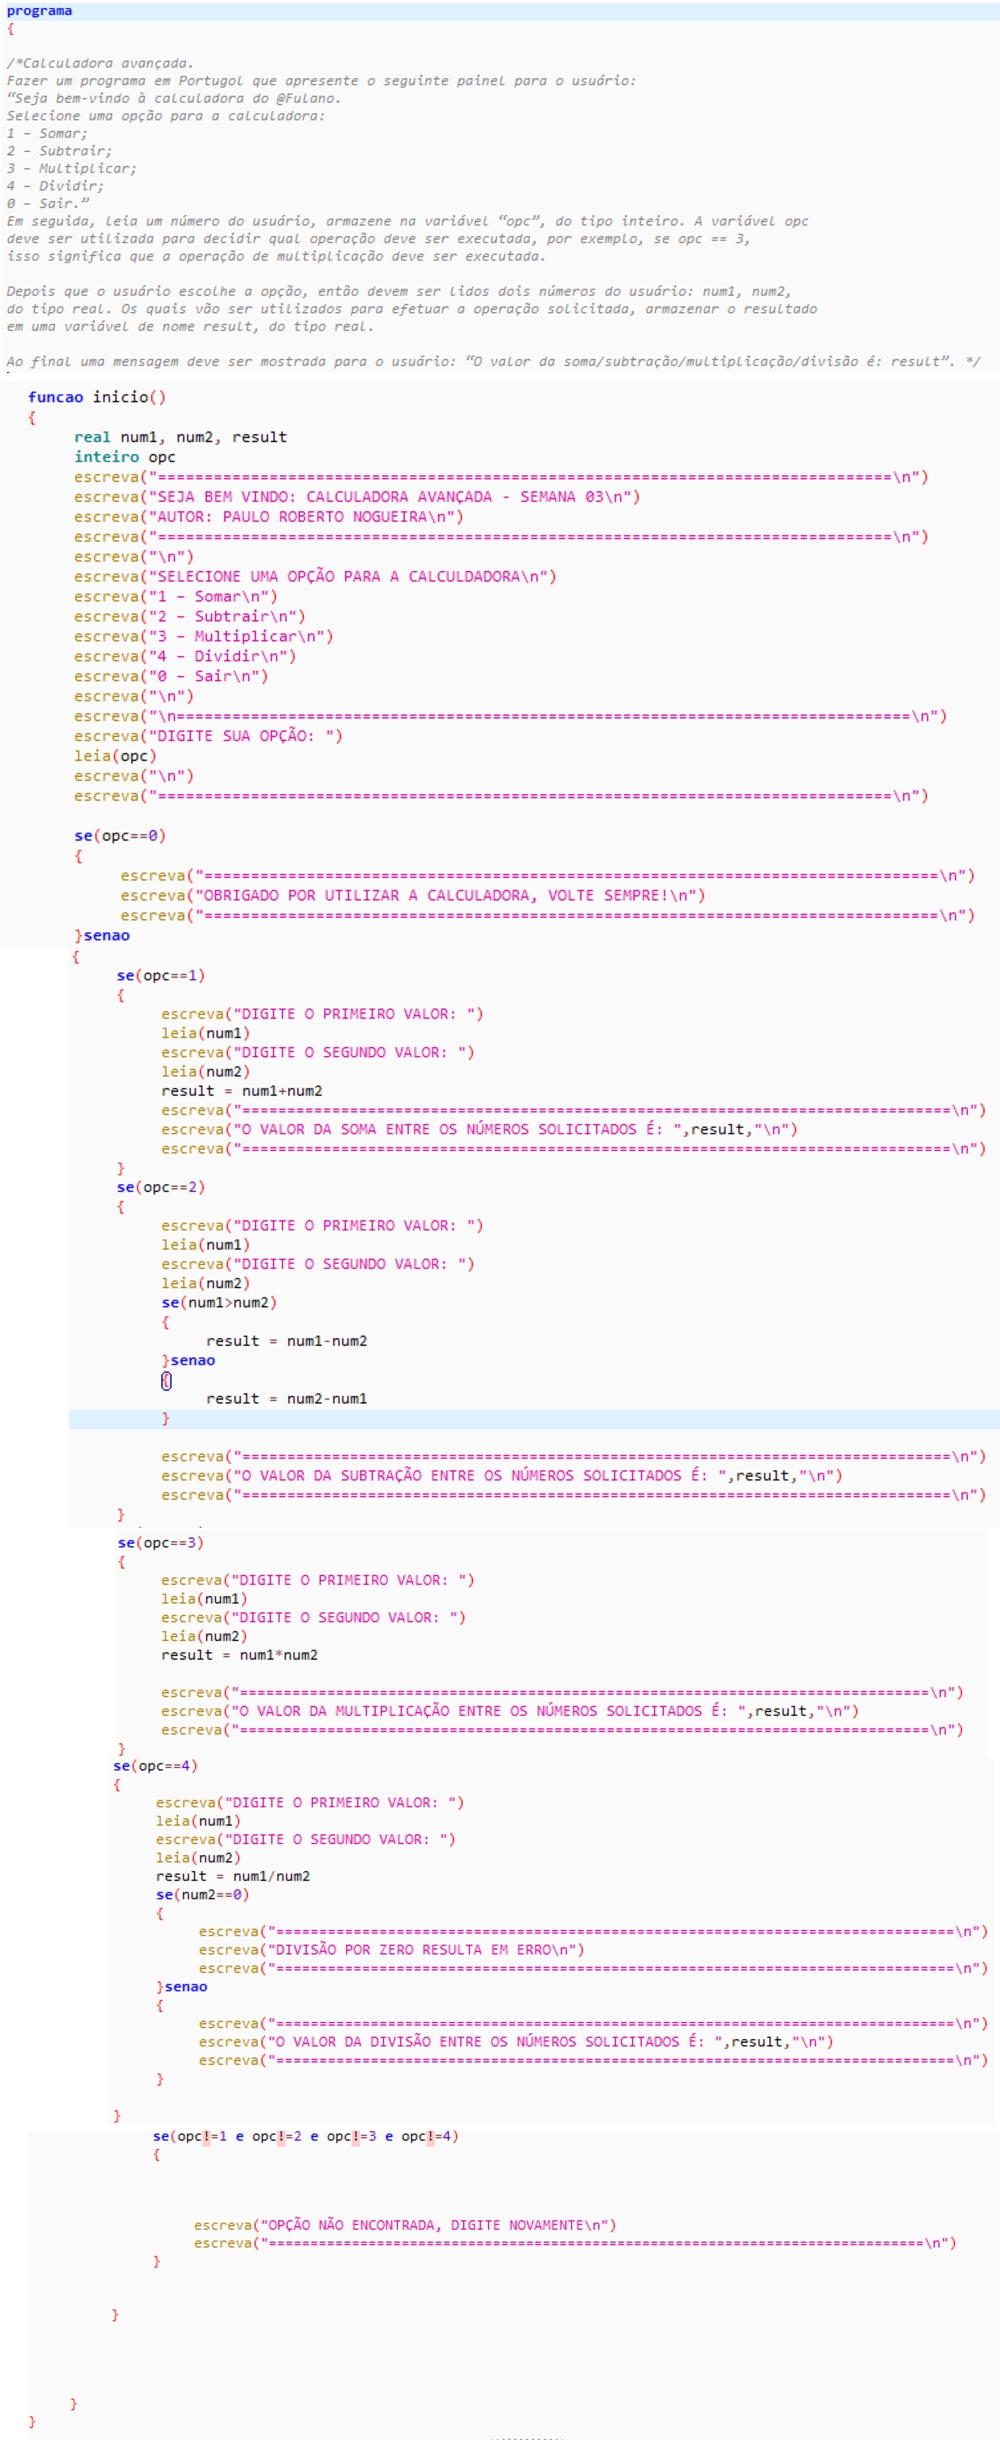 programa
{
/*Calculadora avançada.
Fazer um programa em Portugol que apresente o seguinte painel para o usuário:
“Seja bem-vindo à calculadora do @Fulano.
Selecione uma opção para a calculadora:
1 – Somar;
2 – Subtrair;
3 – Multiplicar;
4 – Dividir;
0 – Sair.”
Em seguida, leia um número do usuário, armazene na variável “opc”, do tipo inteiro. A variável opc
deve ser utilizada para decidir qual operação deve ser executada, por exemplo, se opc == 3,
isso significa que a operação de multiplicação deve ser executada.
Depois que o usuário escolhe a opção, então devem ser lidos dois números do usuário: num1, num2,
do tipo real. Os quais vão ser utilizados para efetuar a operação solicitada, armazenar o resultado
em uma variável de nome result, do tipo real.
Ao final uma mensagem deve ser mostrada para o usuário: “O valor da soma/subtração/multiplicação/divisão é: result”. */
funcao inicio()
{
real num1, num2, result
inteiro opc
escreva("===============================================================================\n")
escreva("SEJA BEM VINDO: CALCULADORA AVANÇADA - SEMANA 03\n")
escreva("AUTOR: PAULO ROBERTO NOGUEIRA\n")
escreva("===============================================================================\n")
escreva("\n")
escreva("SELECIONE UMA OPÇÃO PARA A CALCULDADORA\n")
escreva("1 – Somar\n")
escreva("2 – Subtrair\n")
escreva("3 – Multiplicar\n")
escreva("4 – Dividir\n")
escreva("0 – Sair\n")
escreva("\n")
escreva("\n===============================================================================\n")
escreva("DIGITE SUA OPÇÃO: ")
leia(opc)
escreva("\n")
escreva("===============================================================================\n")
se(opc==0)
{
escreva("===============================================================================\n")
escreva("OBRIGADO POR UTILIZAR A CALCULADORA, VOLTE SEMPRE!\n")
escreva("===============================================================================\n")
}senao
{
se(opc==1)
{
escreva("DIGITE O PRIMEIRO VALOR: ")
leia(num1)
escreva("DIGITE O SEGUNDO VALOR: ")
leia(num2)
result = num1+num2
escreva("===============================================================================\n")
escreva("O VALOR DA SOMA ENTRE OS NÚMEROS SOLICITADOS É: ",result,"\n")
escreva("===============================================================================\n")
}
se(opc==2)
{
escreva("DIGITE O PRIMEIRO VALOR: ")
leia(num1)
escreva("DIGITE O SEGUNDO VALOR: ")
leia(num2)
se(num1>num2)
{
result = num1-num2
}senao
{
result = num2-num1
}
escreva("===============================================================================\n")
escreva("O VALOR DA SUBTRAÇÃO ENTRE OS NÚMEROS SOLICITADOS É: ",result,"\n")
escreva("===============================================================================\n")
}
se(opc==3)
{
escreva("DIGITE O PRIMEIRO VALOR: ")
leia(num1)
escreva("DIGITE O SEGUNDO VALOR: ")
leia(num2)
result = num1*num2
escreva("===============================================================================\n")
escreva("O VALOR DA MULTIPLICAÇÃO ENTRE OS NÚMEROS SOLICITADOS É: ",result,"\n")
escreva("===============================================================================\n")
}
se(opc==4)
{
escreva("DIGITE O PRIMEIRO VALOR: ")
leia(num1)
escreva("DIGITE O SEGUNDO VALOR: ")
leia(num2)
result = num1/num2
se(num2==0)
{
escreva("===============================================================================\n")
escreva("DIVISÃO POR ZERO RESULTA EM ERRO\n")
escreva("===============================================================================\n")
}senao
{
escreva("===============================================================================\n")
escreva("O VALOR DA DIVISÃO ENTRE OS NÚMEROS SOLICITADOS É: ",result,"\n")
escreva("===============================================================================\n")
}
}
se(opc!=1 e opc!=2 e opc!=3 e opc!=4)
{
escreva("OPÇÃO NÃO ENCONTRADA, DIGITE NOVAMENTE\n")
escreva("===============================================================================\n")
}
}
}
}